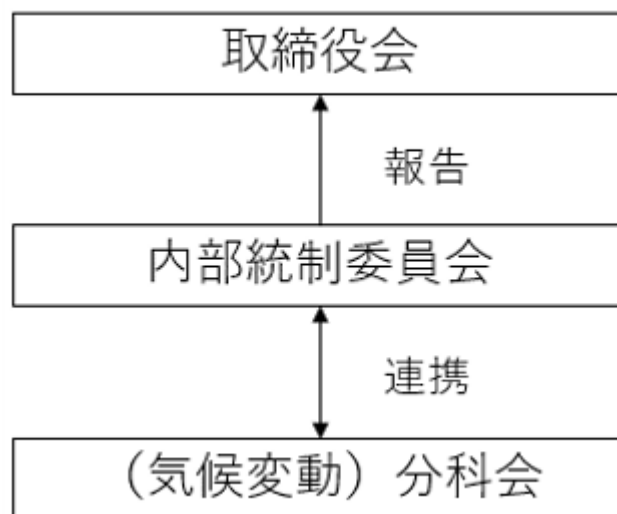 取締役会
報告
内部統制委員会
連携
（気候変動）分科会